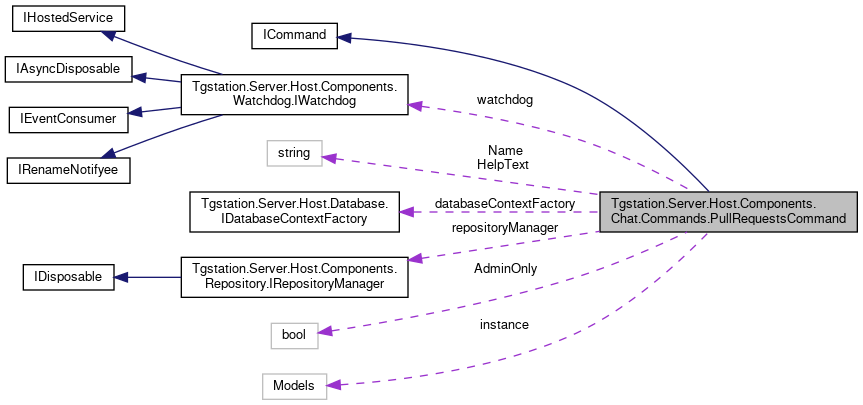 IHostedService
ICommand
IAsyncDisposable
Tgstation.Server.Host.Components.
Watchdog.IWatchdog
watchdog
IEventConsumer
string
Name
HelpText
IRenameNotifyee
Tgstation.Server.Host.Database.
IDatabaseContextFactory
databaseContextFactory
Tgstation.Server.Host.Components.
Chat.Commands.PullRequestsCommand
repositoryManager
IDisposable
Tgstation.Server.Host.Components.
Repository.IRepositoryManager
AdminOnly
bool
instance
Models